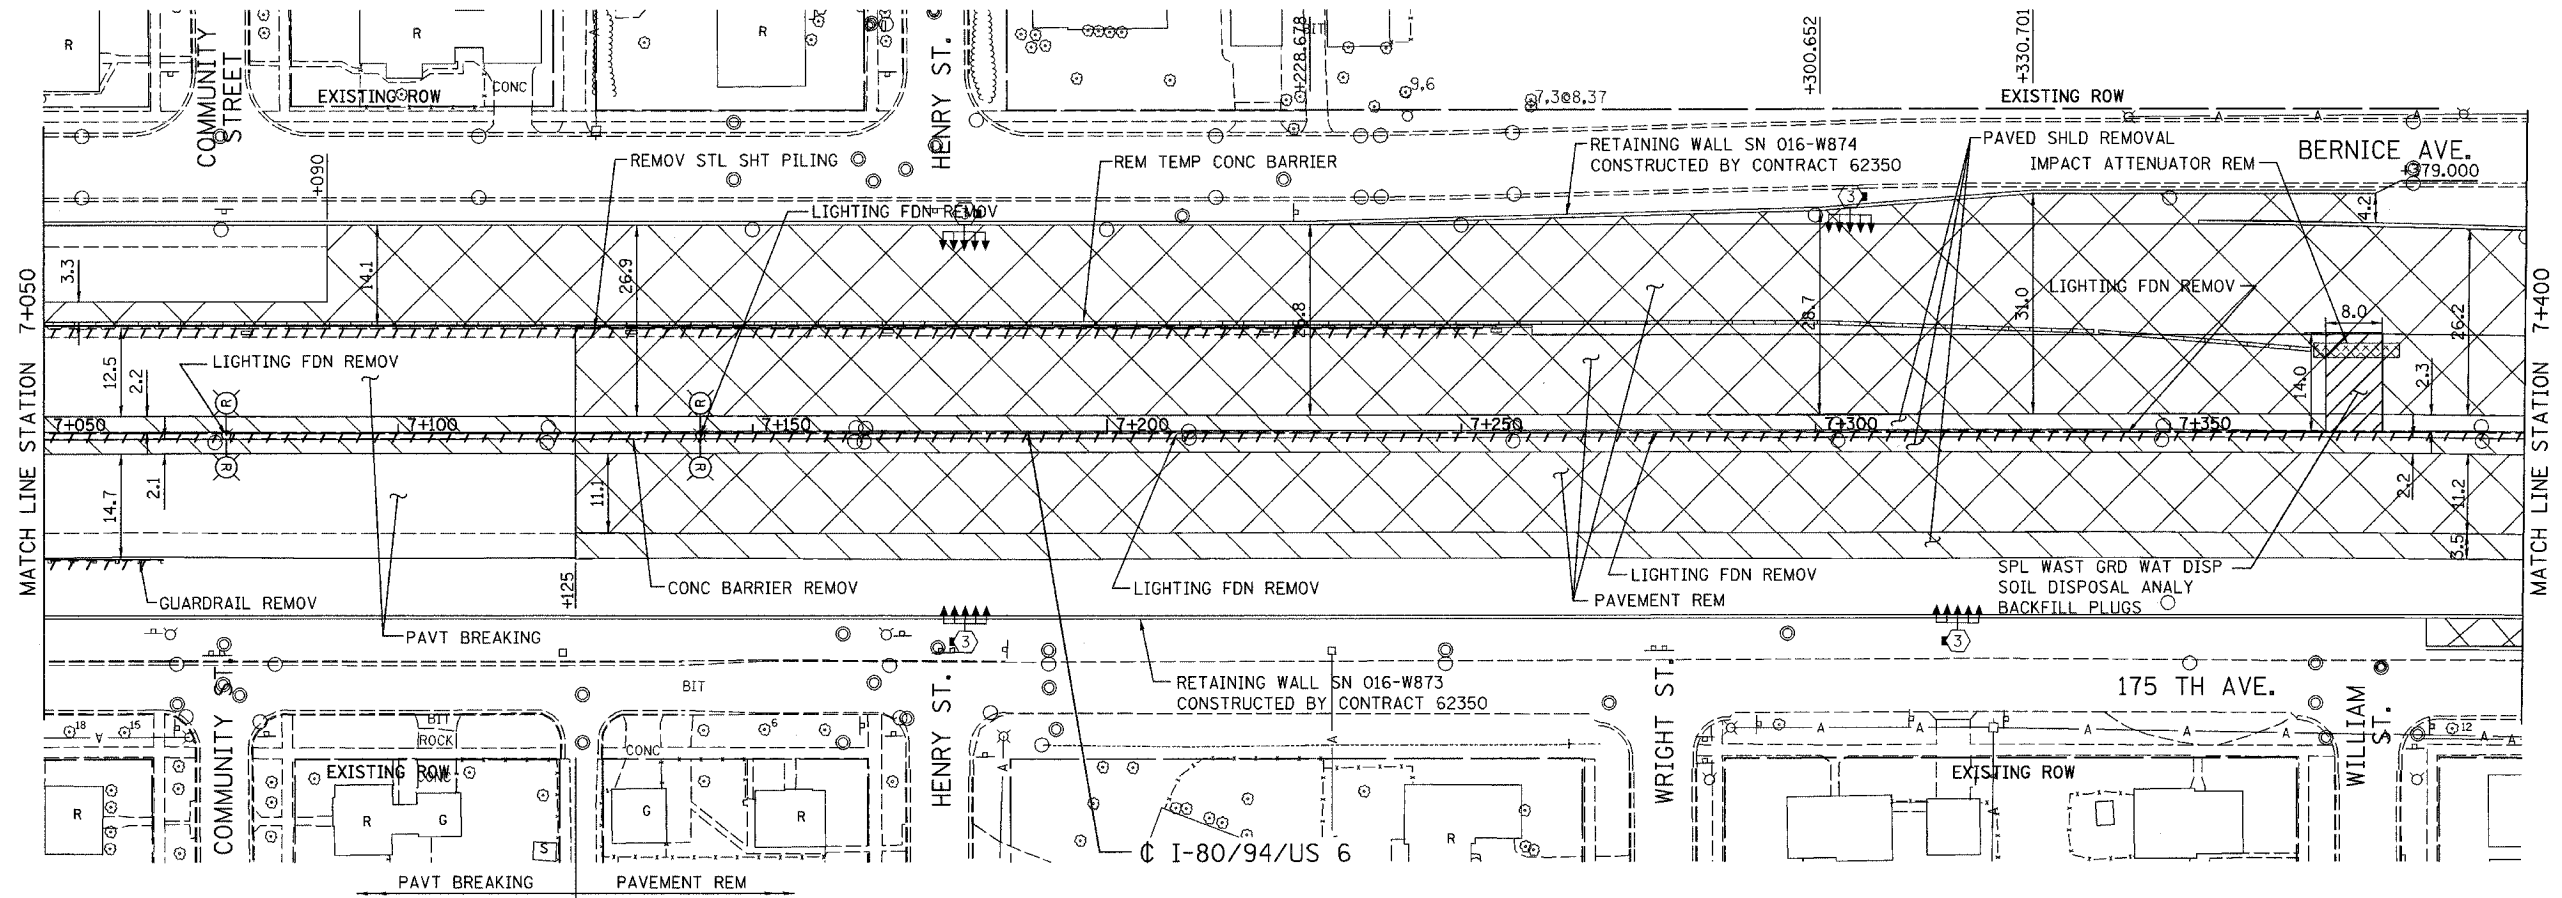 R
COMMUNITY
STREET
R
CONC
EXISTING ROW
R
HENRY ST.
BIT
+228.678
9,6
7,3@8,37
+300.652
+330.701
EXISTING ROW
+090
REMOV STL SHT PILING
REM TEMP CONC BARRIER
RETAINING WALL SN 016-W874
CONSTRUCTED BY CONTRACT 62350
PAVED SHLD REMOVAL
IMPACT ATTENUATOR REM
BERNICE AVE.
+379.000
LIGHTING FDN REMOV
3
3
4.2
3.3
14.1
26.9
28.7
31.0
LIGHTING FDN REMOV
8.0
26.2
MATCH LINE STATION 7+050
MATCH LINE STATION 7+400
LIGHTING FDN REMOV
12.5
2.2
R
R
14.0
2.3
7+050
7+100
7+150
7+200
7+250
7+300
7+350
R
R
14.7
2.1
11.1
2.2
11.2
3.5
GUARDRAIL REMOV
+125
CONC BARRIER REMOV
LIGHTING FDN REMOV
LIGHTING FDN REMOV
PAVEMENT REM
SPL WAST GRD WAT DISP
SOIL DISPOSAL ANALY
BACKFILL PLUGS
PAVT BREAKING
3
3
BIT
RETAINING WALL SN 016-W873
CONSTRUCTED BY CONTRACT 62350
175 TH AVE.
COMMUNITY ST.
HENRY ST.
WRIGHT ST.
WILLIAM
ST.
18
15
A
BIT
ROCK
CONC
6
CONC
A
A
A
A
A
A
A
12
A
A
EXISTING ROW
EXISTING ROW
R
R
G
S
G
R
R
A
₵ I-80/94/US 6
PAVT BREAKING
PAVEMENT REM